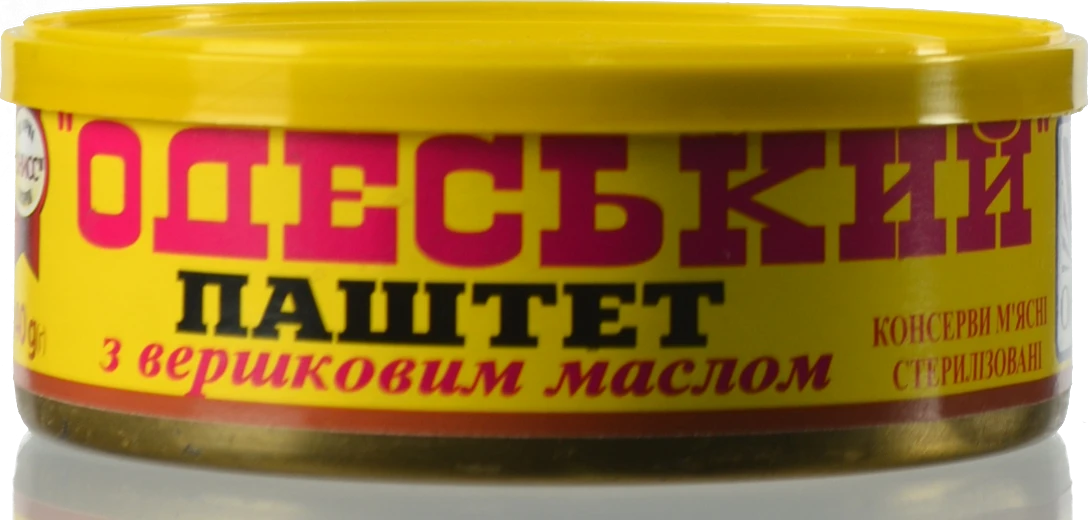 "ОДЕСЬКИЙ"
ПАШТЕТ
з вершковим маслом
КОНСЕРВИ М'ЯСНІ
СТЕРИЛІЗОВАНІ